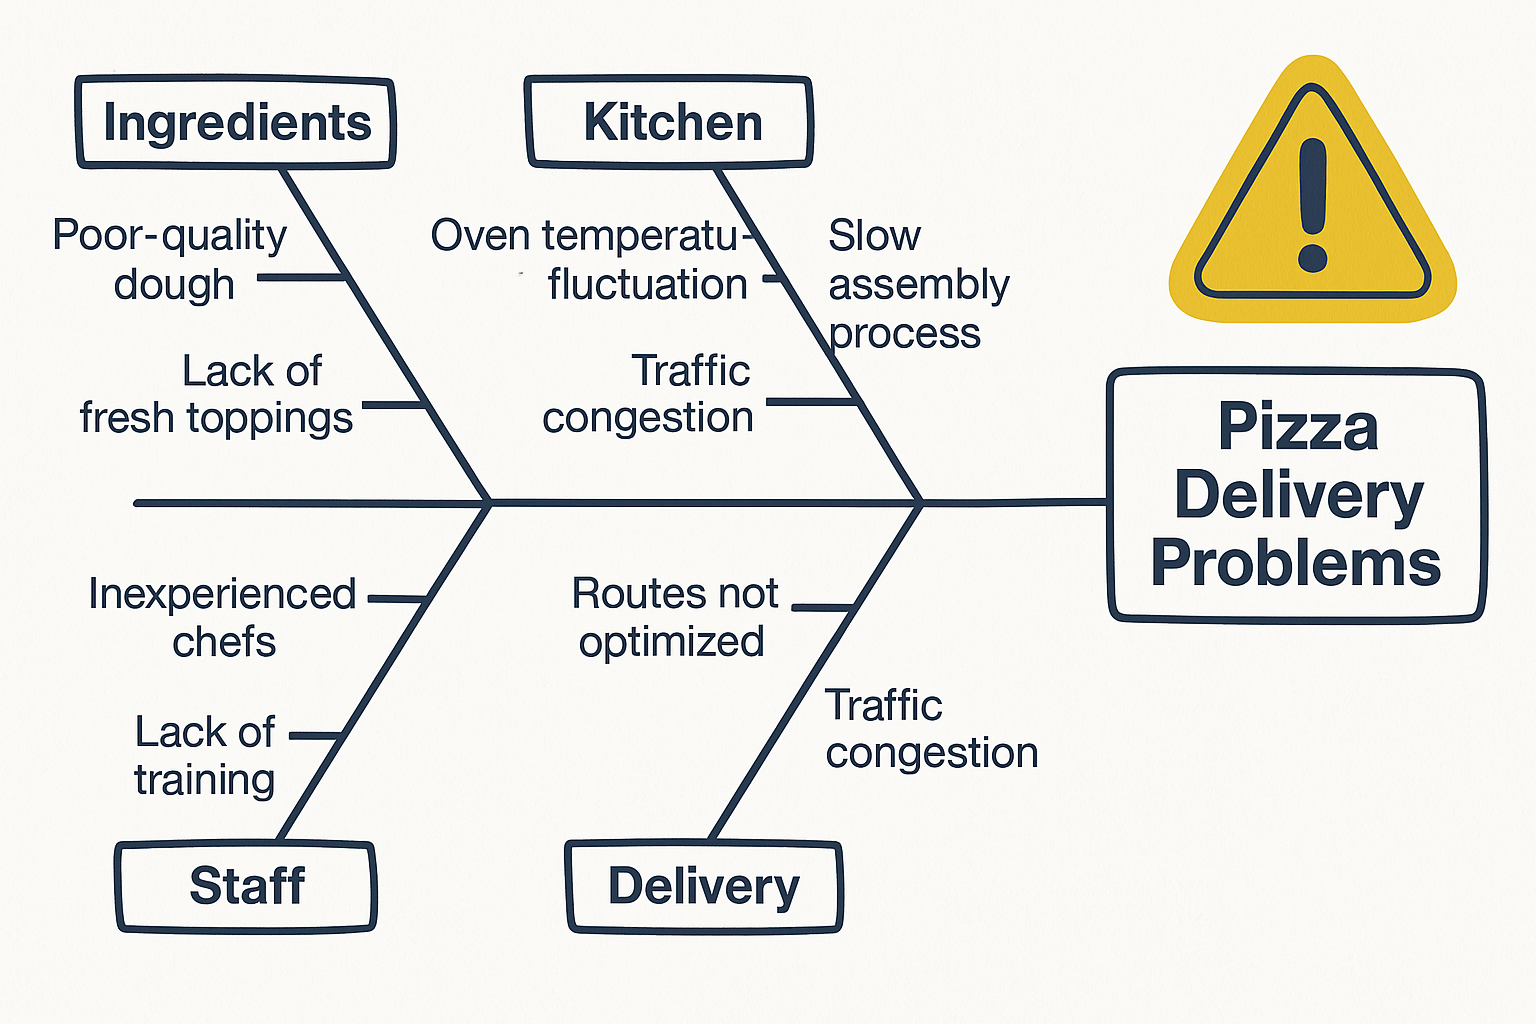 Ingredients
Kitchen
Poor-quality
dough
Lack of
fresh toppings
Oven temperatu-
fluctuation
Slow
assembly
process
Traffic
congestion
Pizza
Delivery
Problems
Inexperienced
chefs
Lack of
training
Routes not
optimized
Traffic
congestion
Staff
Delivery